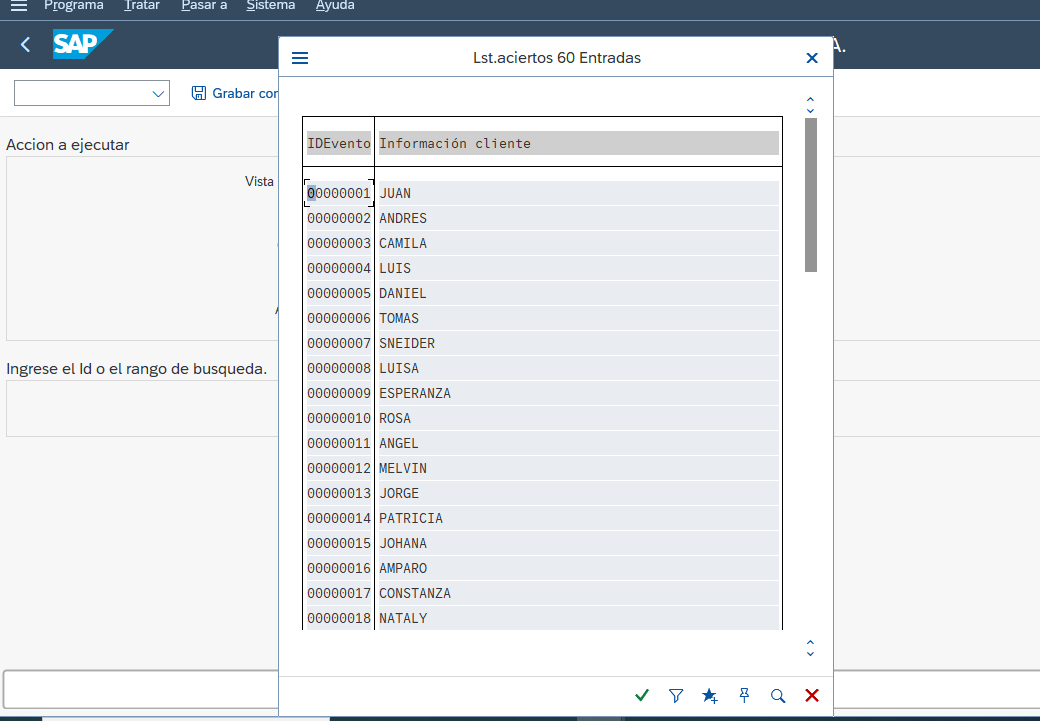 Programa Tratar Pasar a Sistema Ayuda
SAP
A.
Lst.aciertos 60 Entradas
Grabar con
Accion a ejecutar
Vista
Ingrese el Id o el rango de busqueda.
IDEvento Información cliente
00000001 JUAN
00000002 ANDRES
00000003 CAMILA
00000004 LUIS
00000005 DANIEL
00000006 TOMAS
00000007 SNEIDER
00000008 LUISA
00000009 ESPERANZA
00000010 ROSA
00000011 ANGEL
00000012 MELVIN
00000013 JORGE
00000014 PATRICIA
00000015 JOHANA
00000016 AMPARO
00000017 CONSTANZA
00000018 NATALY